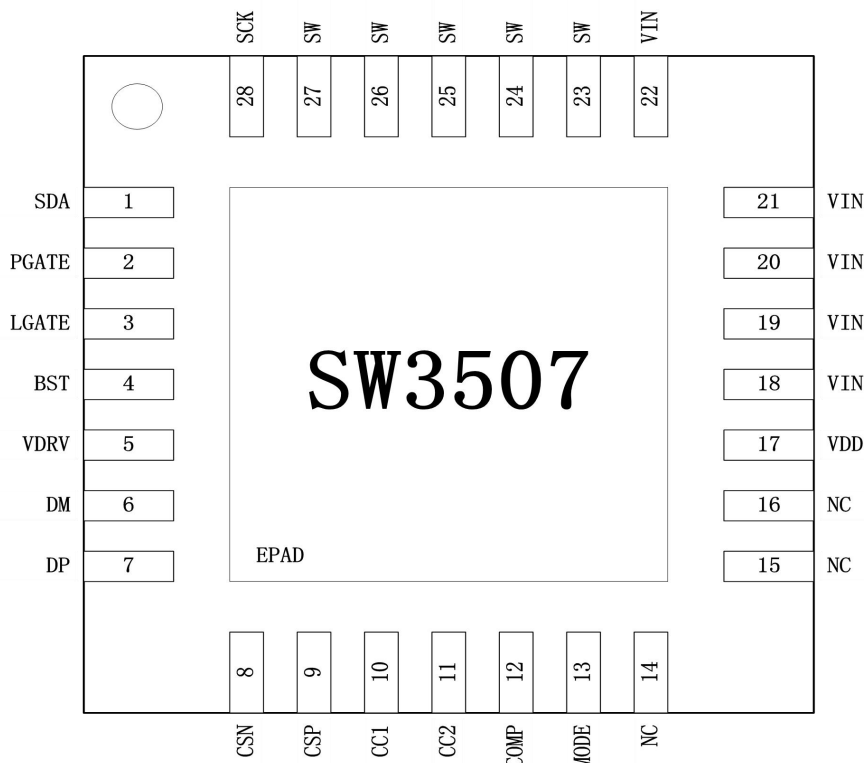 SCK SW SW SW SW SW VIN
28 27 26 25 24 23 22
SDA 1 21 VIN
PGATE 2 20 VIN
LGATE 3 19 VIN
BST 4 18 VIN
SW3507
VDRV 5 17 VDD
DM 6 16 NC
DP 7 EPAD 15 NC
8 9 10 11 12 13 14
CSN CSP CC1 CC2 COMP MODE NC